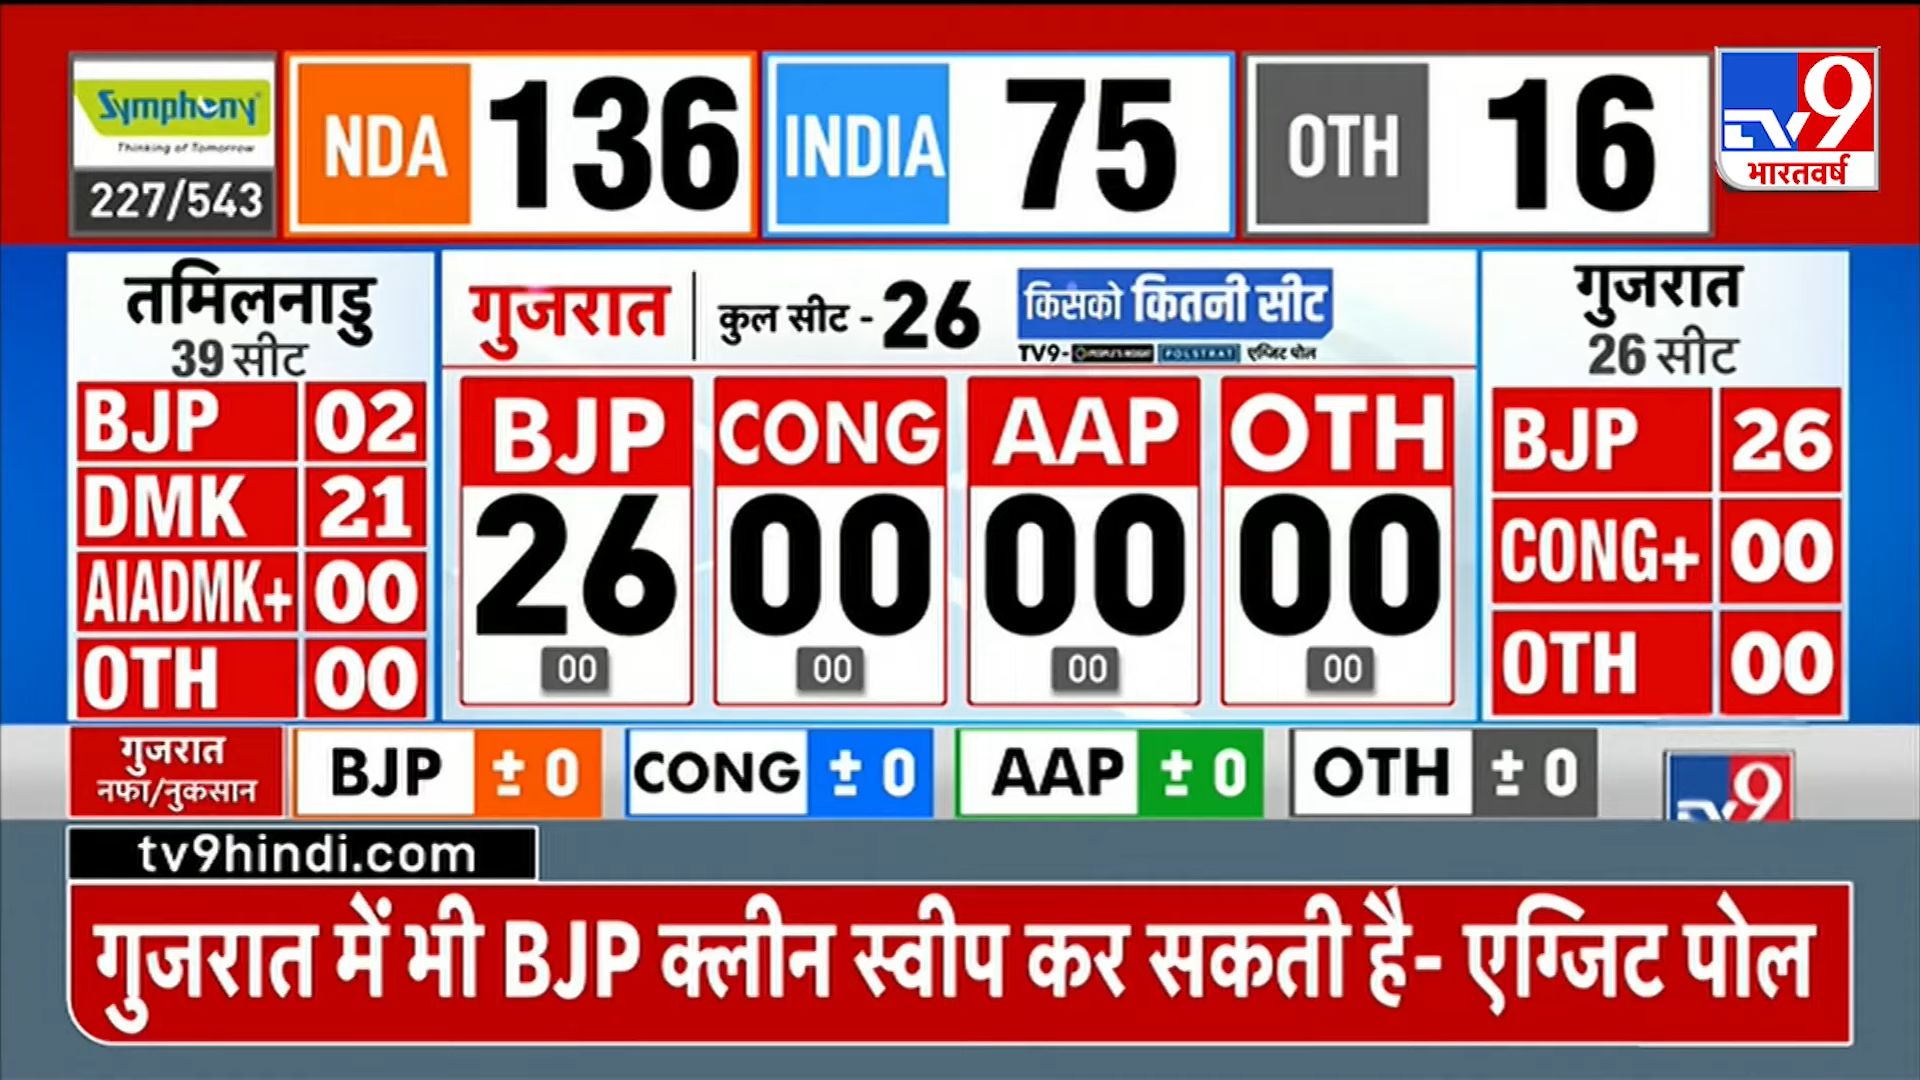 Symphony
Thinking of Tomorrow
227/543
NDA 136
INDIA 75
OTH 16
TV9
भारतवर्ष
तमिलनाडु
39 सीट
BJP 02
DMK 21
AIADMK+ 00
OTH 00
गुजरात कुल सीट - 26 किसको कितनी सीट
TV9- PEOPLE'S INSIGHT POLSTRAT एग्जिट पोल
BJP CONG AAP OTH
26 00 00 00
00 00 00 00
गुजरात
26 सीट
BJP 26
CONG+ 00
OTH 00
गुजरात
नफा/नुकसान
BJP ± 0 CONG ± 0 AAP ± 0 OTH ± 0
TV9
tv9hindi.com
गुजरात में भी BJP क्लीन स्वीप कर सकती है- एग्जिट पोल